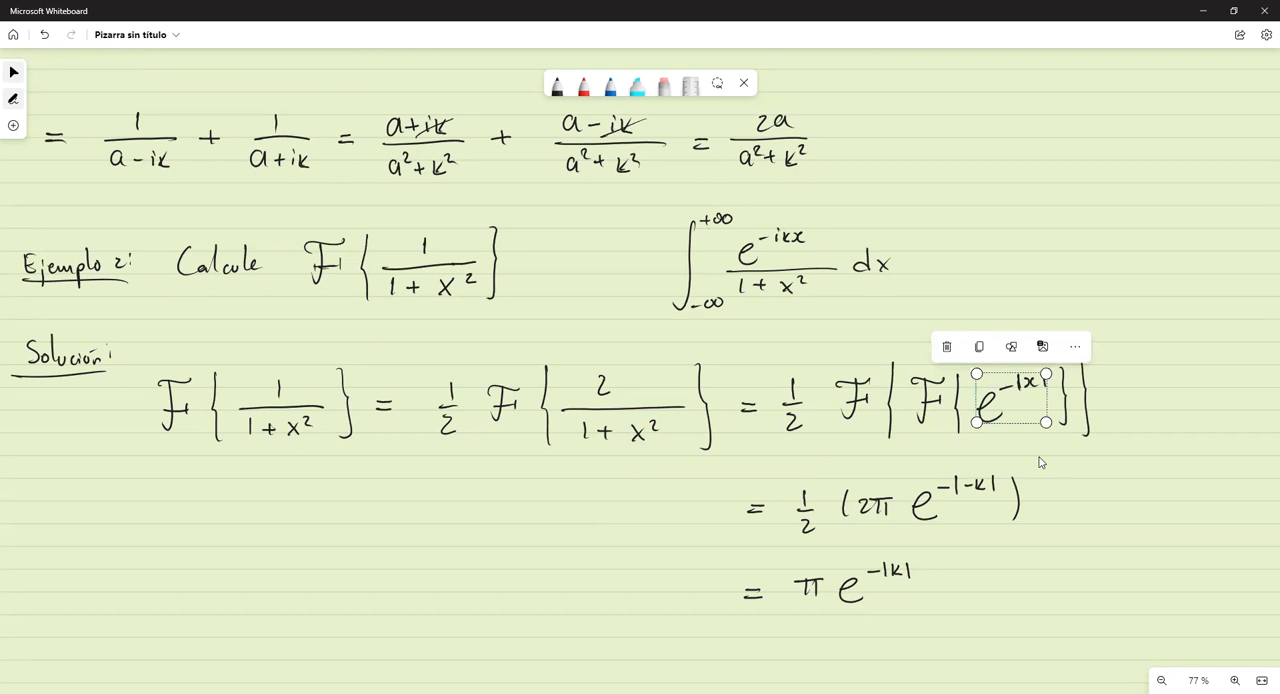 Microsoft Whiteboard
Pizarra sin título
= 1/(a-ik) + 1/(a+ik) = (a+ik)/(a²+k²) + (a-ik)/(a²+k²) = 2a/(a²+k²)
Ejemplo 2: Calcule ℱ{1/(1+x²)} ∫_{-∞}^{+∞} e^{-ikx}/(1+x²) dx
Solución:
ℱ{1/(1+x²)} = 1/2 ℱ{2/(1+x²)} = 1/2 ℱ{ℱ{e^{-|x|}}}
= 1/2 (2π e^{-|-k|})
= π e^{-|k|}
77 %